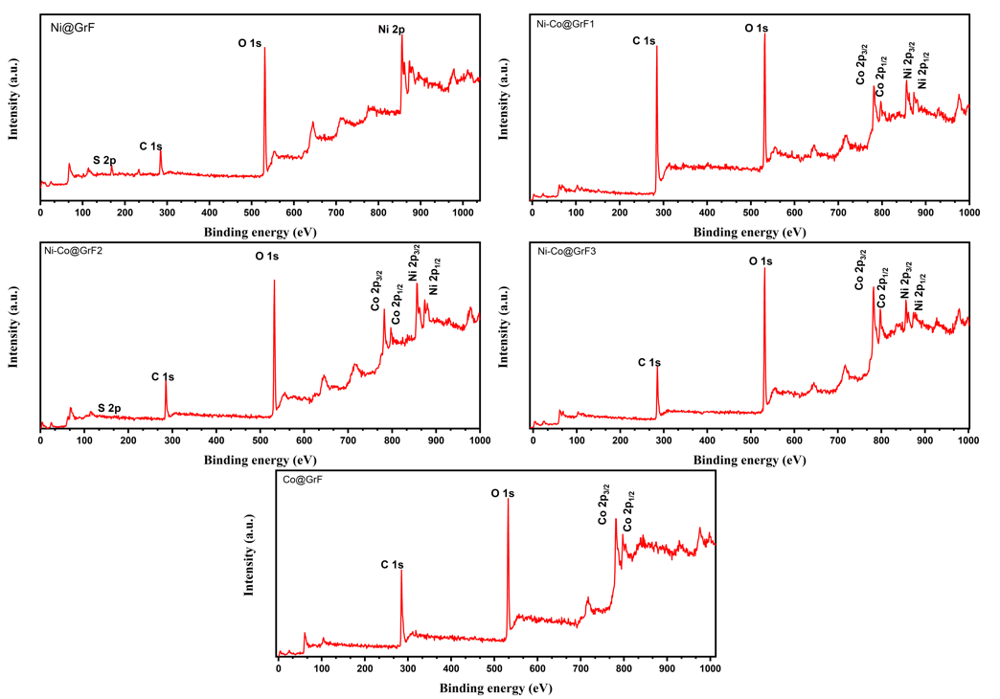 Ni@GrF
O 1s
Ni 2p
C 1s
S 2p
Intensity (a.u.)
0 100 200 300 400 500 600 700 800 900 1000
Binding energy (eV)
Ni-Co@GrF1
C 1s
O 1s
Co 2p3/2
Co 2p1/2
Ni 2p3/2
Ni 2p1/2
Intensity (a.u.)
0 100 200 300 400 500 600 700 800 900 1000
Binding energy (eV)
Ni-Co@GrF2
O 1s
Co 2p3/2
Co 2p1/2
Ni 2p3/2
Ni 2p1/2
C 1s
S 2p
Intensity (a.u.)
0 100 200 300 400 500 600 700 800 900 1000
Binding energy (eV)
Ni-Co@GrF3
O 1s
Co 2p3/2
Co 2p1/2
Ni 2p3/2
Ni 2p1/2
C 1s
Intensity (a.u.)
0 100 200 300 400 500 600 700 800 900 1000
Binding energy (eV)
Co@GrF
O 1s
Co 2p3/2
Co 2p1/2
C 1s
Intensity (a.u.)
0 100 200 300 400 500 600 700 800 900 1000
Binding energy (eV)